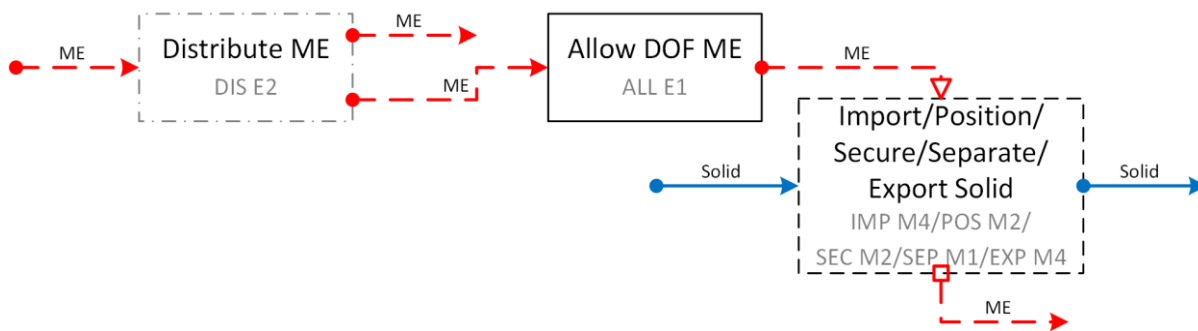 ME
Distribute ME
DIS E2
ME
ME
Allow DOF ME
ALL E1
ME
Solid
Import/Position/
Secure/Separate/
Export Solid
IMP M4/POS M2/
SEC M2/SEP M1/EXP M4
Solid
ME